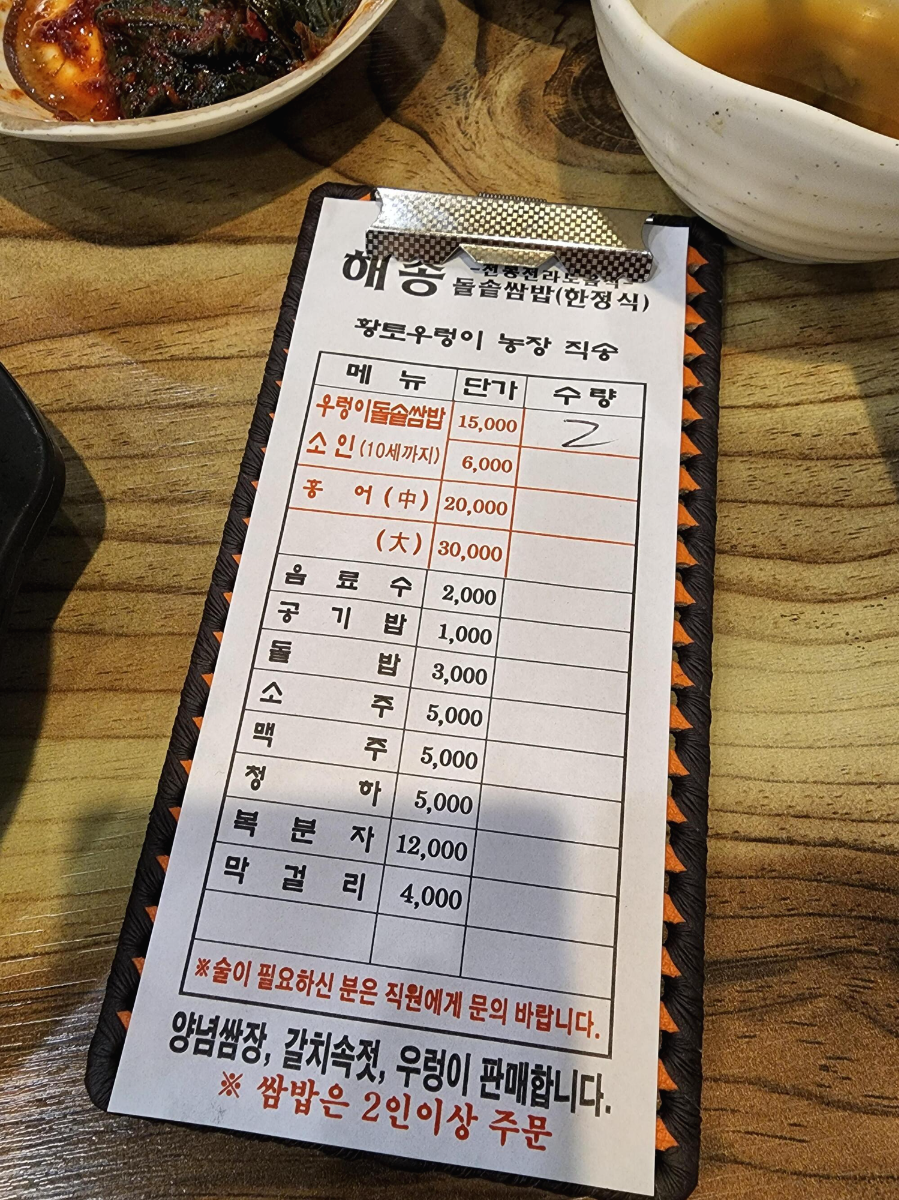 해송
돌솥쌈밥(한정식)
황토우렁이 농장 직송
메 뉴 단가 수 량
우렁이돌솥쌈밥 15,000 2
소 인 (10세까지) 6,000
홍 어 (中) 20,000
(大) 30,000
음 료 수 2,000
공 기 밥 1,000
돌 밥 3,000
소 주 5,000
맥 주 5,000
청 하 5,000
복 분 자 12,000
막 걸 리 4,000
※술이 필요하신 분은 직원에게 문의 바랍니다.
양념쌈장, 갈치속젓, 우렁이 판매합니다.
※ 쌈밥은 2인이상 주문